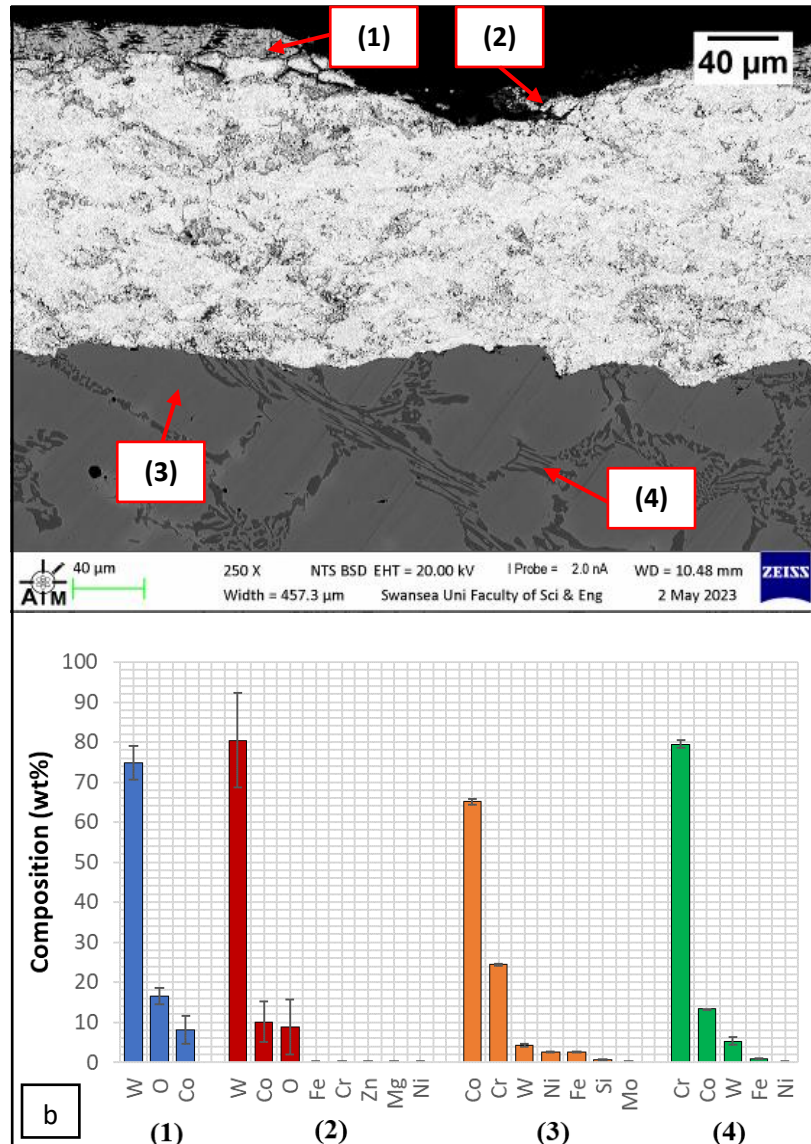 (1)
(2)
40 µm
(3)
(4)
ATM
40 µm
250 X NTS BSD EHT = 20.00 kV I Probe = 2.0 nA WD = 10.48 mm ZEISS
Width = 457.3 µm Swansea Uni Faculty of Sci & Eng 2 May 2023
Composition (wt%)
100
90
80
70
60
50
40
30
20
10
0
W O Co W Co O Fe Cr Zn Mg Ni Co Cr W Ni Fe Si Mo Cr Co W Fe Ni
b (1) (2) (3) (4)